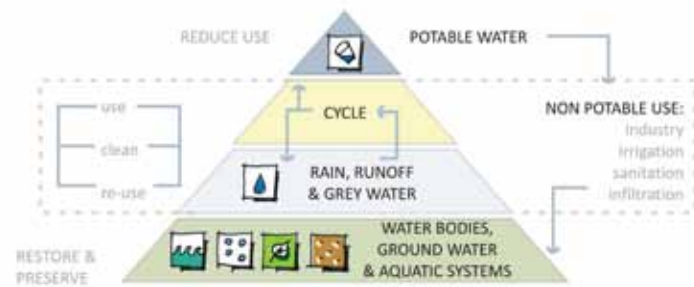 REDUCE USE
POTABLE WATER
use
clean
re-use
CYCLE
NON POTABLE USE:
industry
irrigation
sanitation
infiltration
RAIN, RUNOFF
& GREY WATER
RESTORE &
PRESERVE
WATER BODIES,
GROUND WATER
& AQUATIC SYSTEMS